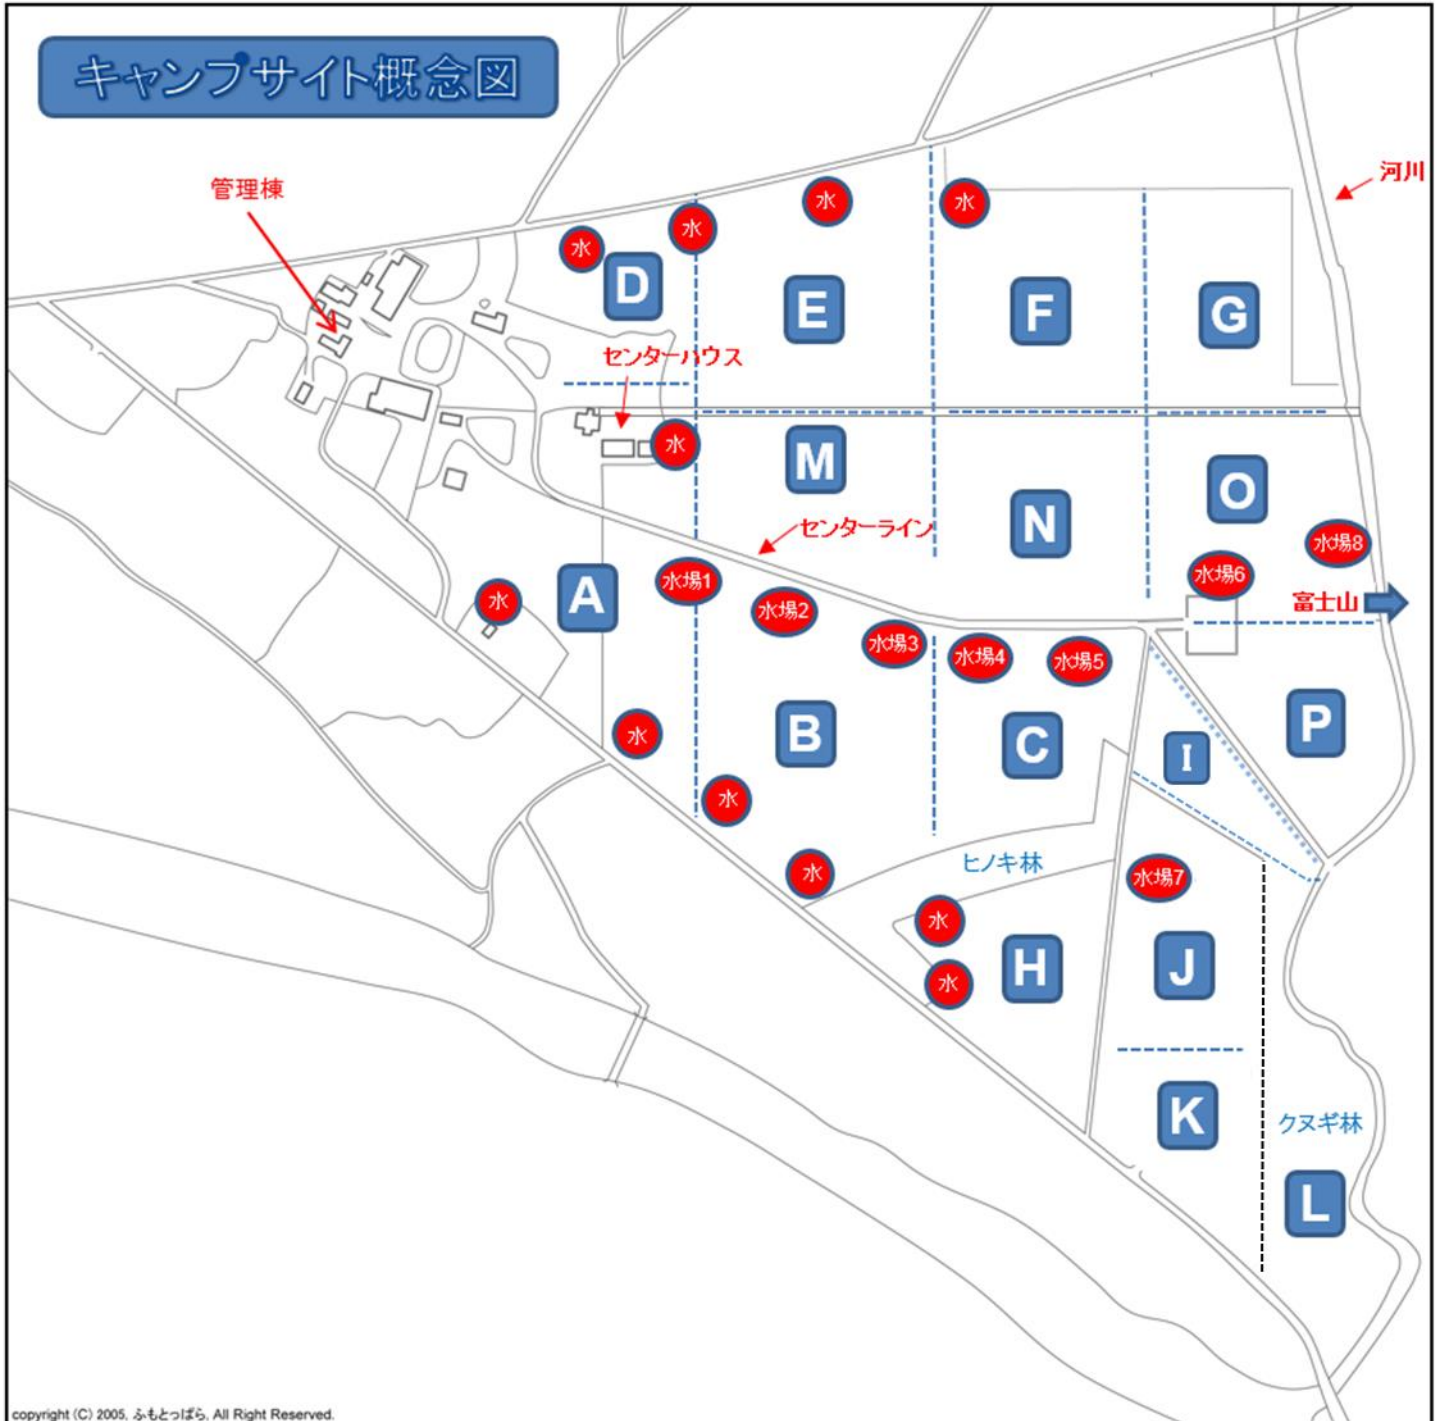 キャンプサイト概念図
河川
管理棟
水
水
水
水
D
E
F
G
センターハウス
水
M
O
N
センターライン
水場8
水場6
水場1
A
水
水場2
富士山
水場3
水場4
水場5
P
B
C
I
水
水
ヒノキ林
水
水場7
水
H
J
水
K
クヌギ林
L
copyright (C) 2005, ふもとっぱら, All Right Reserved.